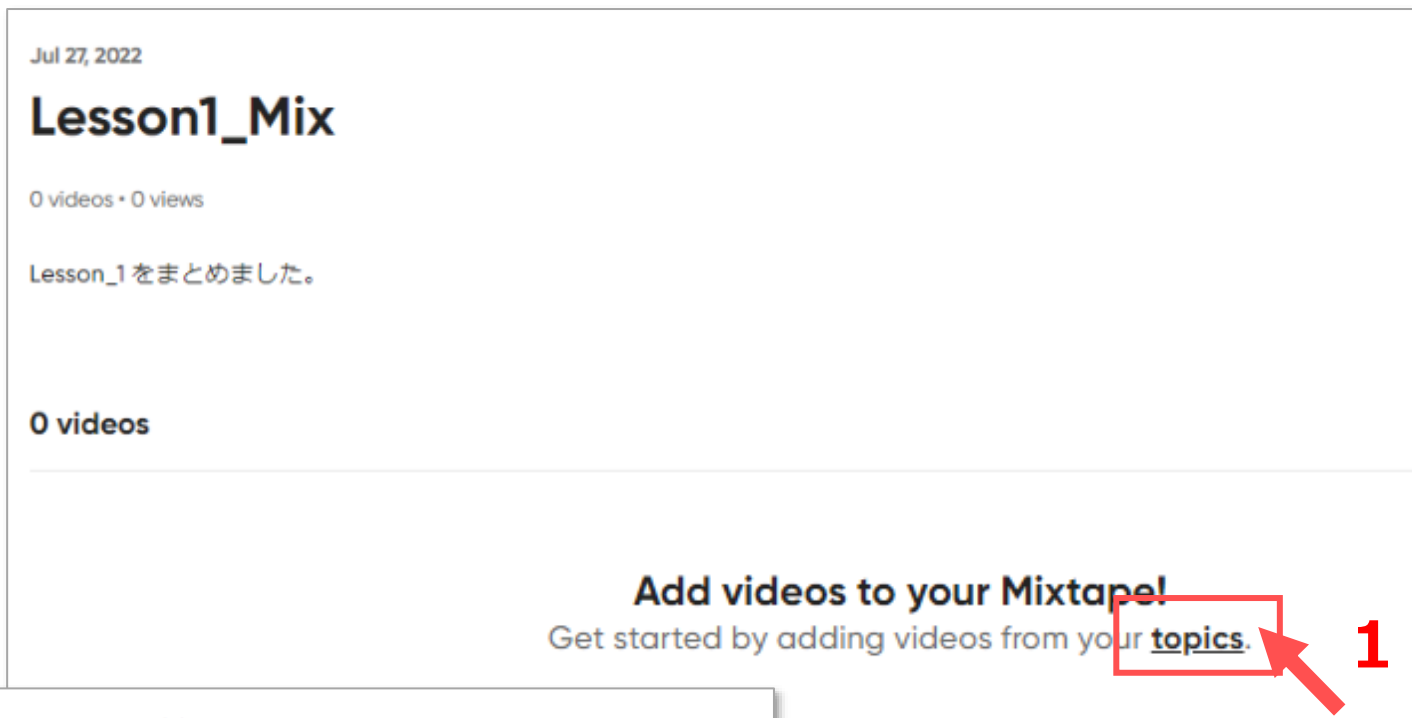 Jul 27, 2022
Lesson1_Mix
0 videos • 0 views
Lesson_1 をまとめました。
0 videos
Add videos to your Mixtape!
Get started by adding videos from your topics.
1